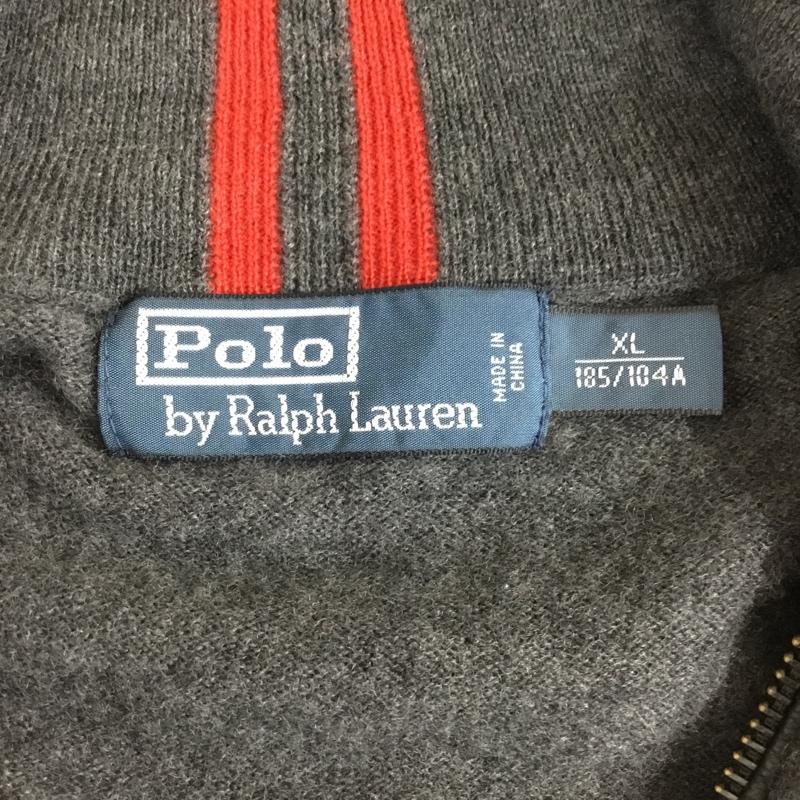 Polo
by Ralph Lauren
MADE IN
CHINA
XL
185/104A